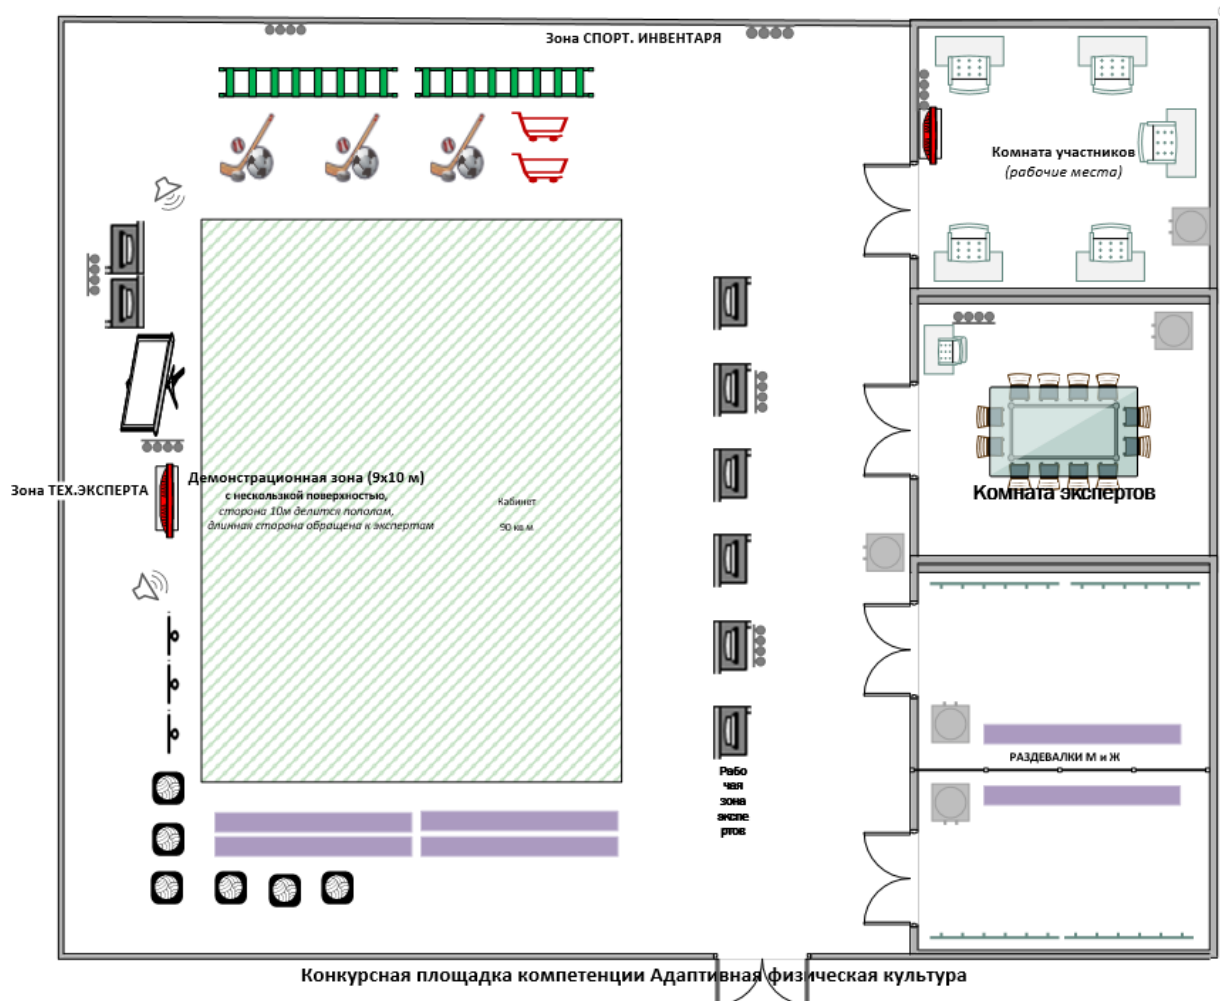 Зона СПОРТ. ИНВЕНТАРЯ
Комната участников
(рабочие места)
Зона ТЕХ.ЭКСПЕРТА
Демонстрационная зона (9х10 м)
с нескользкой поверхностью,
сторона 10м делится пополам,
длинная сторона обращена к экспертам
Кабинет
90 кв.м
Комната экспертов
РАЗДЕВАЛКИ М и Ж
Рабо
чая
зона
экспе
ртов
Конкурсная площадка компетенции Адаптивная физическая культура